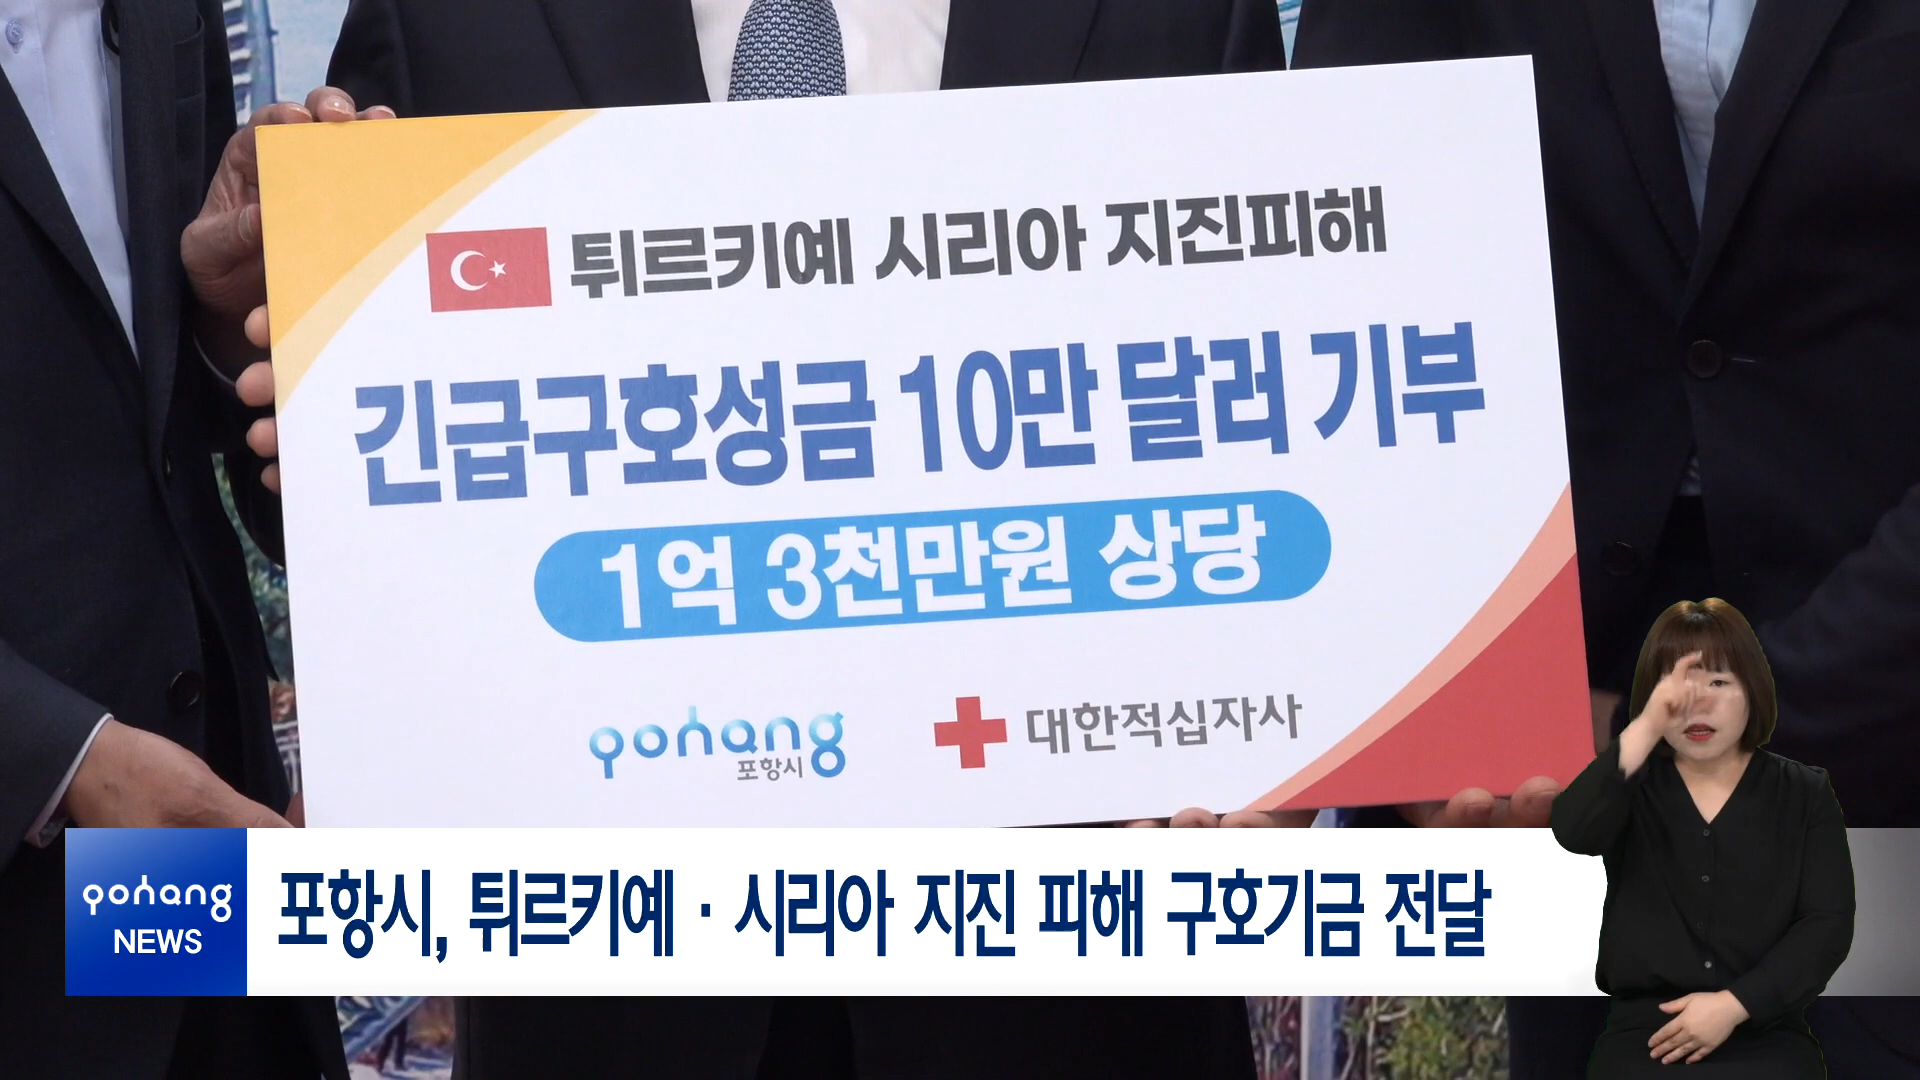 튀르키예 시리아 지진피해
긴급구호성금 10만 달러 기부
1억 3천만원 상당
pohang
포항시
대한적십자사
pohang
NEWS
포항시, 튀르키예 · 시리아 지진 피해 구호기금 전달